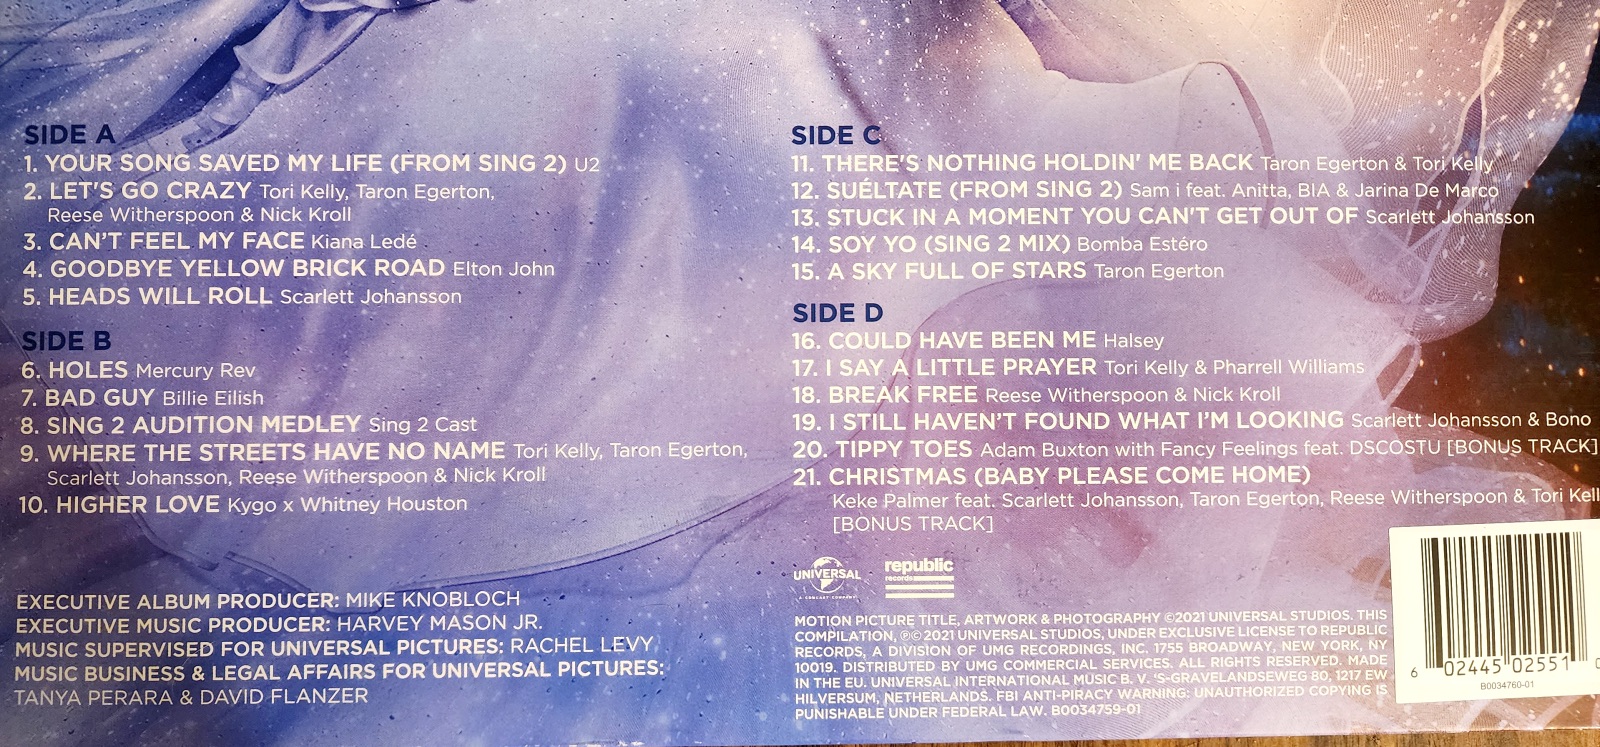 SIDE A
1. YOUR SONG SAVED MY LIFE (FROM SING 2) U2
2. LET'S GO CRAZY Tori Kelly, Taron Egerton,
Reese Witherspoon & Nick Kroll
3. CAN'T FEEL MY FACE Kiana Ledé
4. GOODBYE YELLOW BRICK ROAD Elton John
5. HEADS WILL ROLL Scarlett Johansson
SIDE B
6. HOLES Mercury Rev
7. BAD GUY Billie Eilish
8. SING 2 AUDITION MEDLEY Sing 2 Cast
9. WHERE THE STREETS HAVE NO NAME Tori Kelly, Taron Egerton,
Scarlett Johansson, Reese Witherspoon & Nick Kroll
10. HIGHER LOVE Kygo x Whitney Houston
EXECUTIVE ALBUM PRODUCER: MIKE KNOBLOCH
EXECUTIVE MUSIC PRODUCER: HARVEY MASON JR.
MUSIC SUPERVISED FOR UNIVERSAL PICTURES: RACHEL LEVY
MUSIC BUSINESS & LEGAL AFFAIRS FOR UNIVERSAL PICTURES:
TANYA PERARA & DAVID FLANZER
SIDE C
11. THERE'S NOTHING HOLDIN' ME BACK Taron Egerton & Tori Kelly
12. SUÉLTATE (FROM SING 2) Sam i feat. Anitta, BIA & Jarina De Marco
13. STUCK IN A MOMENT YOU CAN'T GET OUT OF Scarlett Johansson
14. SOY YO (SING 2 MIX) Bomba Estéro
15. A SKY FULL OF STARS Taron Egerton
SIDE D
16. COULD HAVE BEEN ME Halsey
17. I SAY A LITTLE PRAYER Tori Kelly & Pharrell Williams
18. BREAK FREE Reese Witherspoon & Nick Kroll
19. I STILL HAVEN'T FOUND WHAT I'M LOOKING Scarlett Johansson & Bono
20. TIPPY TOES Adam Buxton with Fancy Feelings feat. DSCOSTU [BONUS TRACK]
21. CHRISTMAS (BABY PLEASE COME HOME)
Keke Palmer feat. Scarlett Johansson, Taron Egerton, Reese Witherspoon & Tori Kell
[BONUS TRACK]
UNIVERSAL
A COMCAST COMPANY
republic
records
MOTION PICTURE TITLE, ARTWORK & PHOTOGRAPHY ©2021 UNIVERSAL STUDIOS. THIS
COMPILATION, ℗© 2021 UNIVERSAL STUDIOS, UNDER EXCLUSIVE LICENSE TO REPUBLIC
RECORDS, A DIVISION OF UMG RECORDINGS, INC. 1755 BROADWAY, NEW YORK, NY
10019. DISTRIBUTED BY UMG COMMERCIAL SERVICES. ALL RIGHTS RESERVED. MADE
IN THE EU. UNIVERSAL INTERNATIONAL MUSIC B. V. 'S-GRAVELANDSEWEG 80, 1217 EW
HILVERSUM, NETHERLANDS. FBI ANTI-PIRACY WARNING: UNAUTHORIZED COPYING IS
PUNISHABLE UNDER FEDERAL LAW. B0034759-01
6 02445 02551
B0034760-01